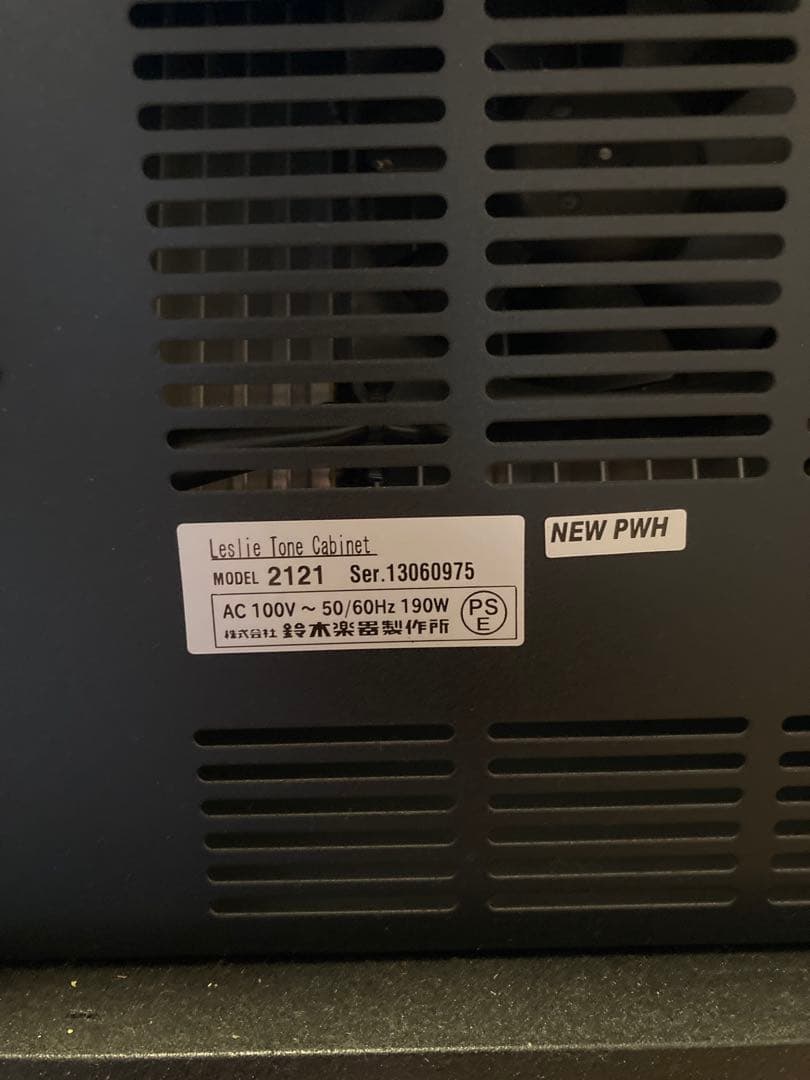 Leslie Tone Cabinet
MODEL 2121 Ser.13060975
AC 100V ~ 50/60Hz 190W
株式会社 鈴木楽器製作所
PS
E
NEW PWH